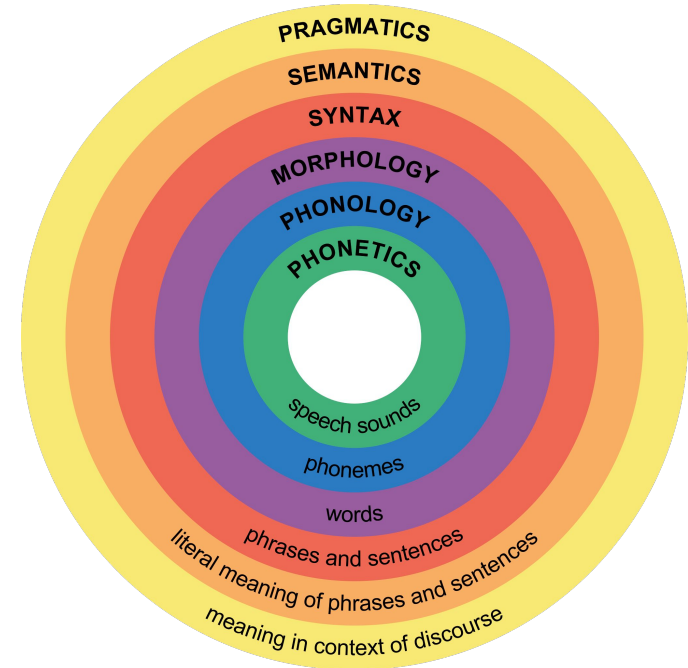 PRAGMATICS
SEMANTICS
SYNTAX
MORPHOLOGY
PHONOLOGY
PHONETICS
speech sounds
phonemes
words
phrases and sentences
literal meaning of phrases and sentences
meaning in context of discourse